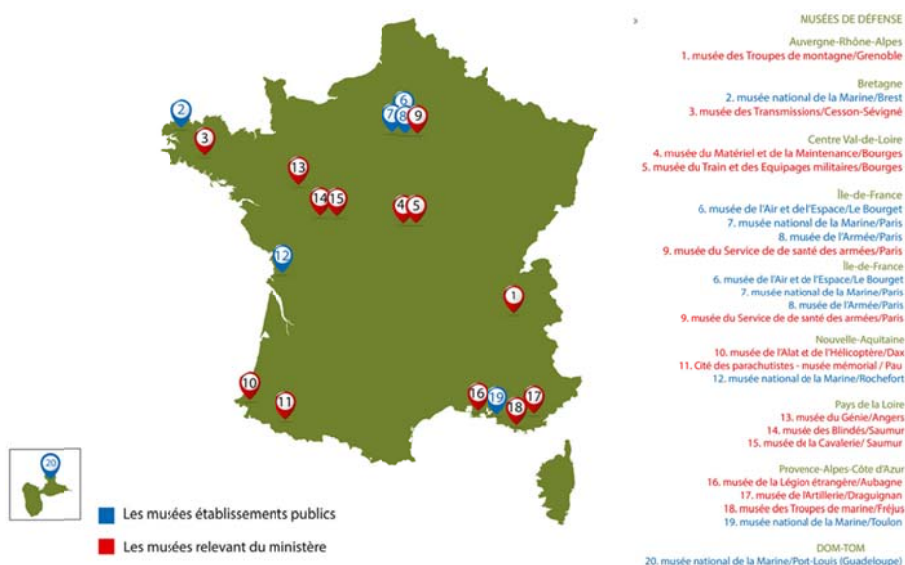 6
7
8
9
2
3
13
14
15
4
5
12
1
10
11
16
19
18
17
20
Les musées établissements publics
Les musées relevant du ministère
NUSÉES DE DÉFENSE
Auvergne-Rhône-Alpes
1. musée des Troupes de montagne/Grenoble
Bretagne
2. musée national de la Marine/Brest
3. musée des Transmissions/Cesson-Sévigné
Centre Val-de-Loire
4. musée du Matériel et de la Maintenance/Bourges
5. musée du Train et des Equipages militaires/Bourges
Île-de-France
6. musée de l'Air et del'Espace/Le Bourget
7. musée national de la Marine/Paris
8. musée de l'Armée/Paris
9. musée du Service de de santé des armées/Paris
Île-de-France
6. musée de l'Air et de l'Espace/Le Bourget
7. musée national de la Marine/Paris
8. musée de l'Armée/Paris
9. musée du Service de de santé des armées/Paris
Nouvelle-Aquitaine
10. musée de l'Alat et de l'Hélicoptère/Dax
11. Cité des parachutistes - musée mémorial / Pau
12. musée national de la Marine/Rochefort
Pays de la Loire
13. musée du Génie/Angers
14. musée des Blindés/Saumur
15. musée de la Cavalerie/ Saumur
Provence-Alpes-Côte d'Azur
16. musée de la Légion étrangère/Aubagne
17. musée de l'Artillerie/Draguignan
18. musée des Troupes de marine/Fréjus
19. musée national de la Marine/Toulon
DOM-TOM
20. musée national de la Marine/Port-Louis (Guadeloupe)